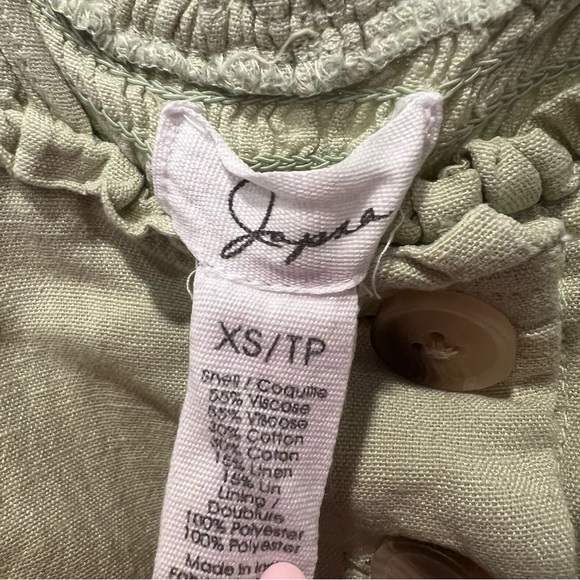 Japna
XS/TP
Shell / Coquille
55% Viscose
55% Viscose
30% Cotton
30% Coton
15% Linen
15% Lin
Lining /
Doublure
100% Polyester
100% Polyester
Made in